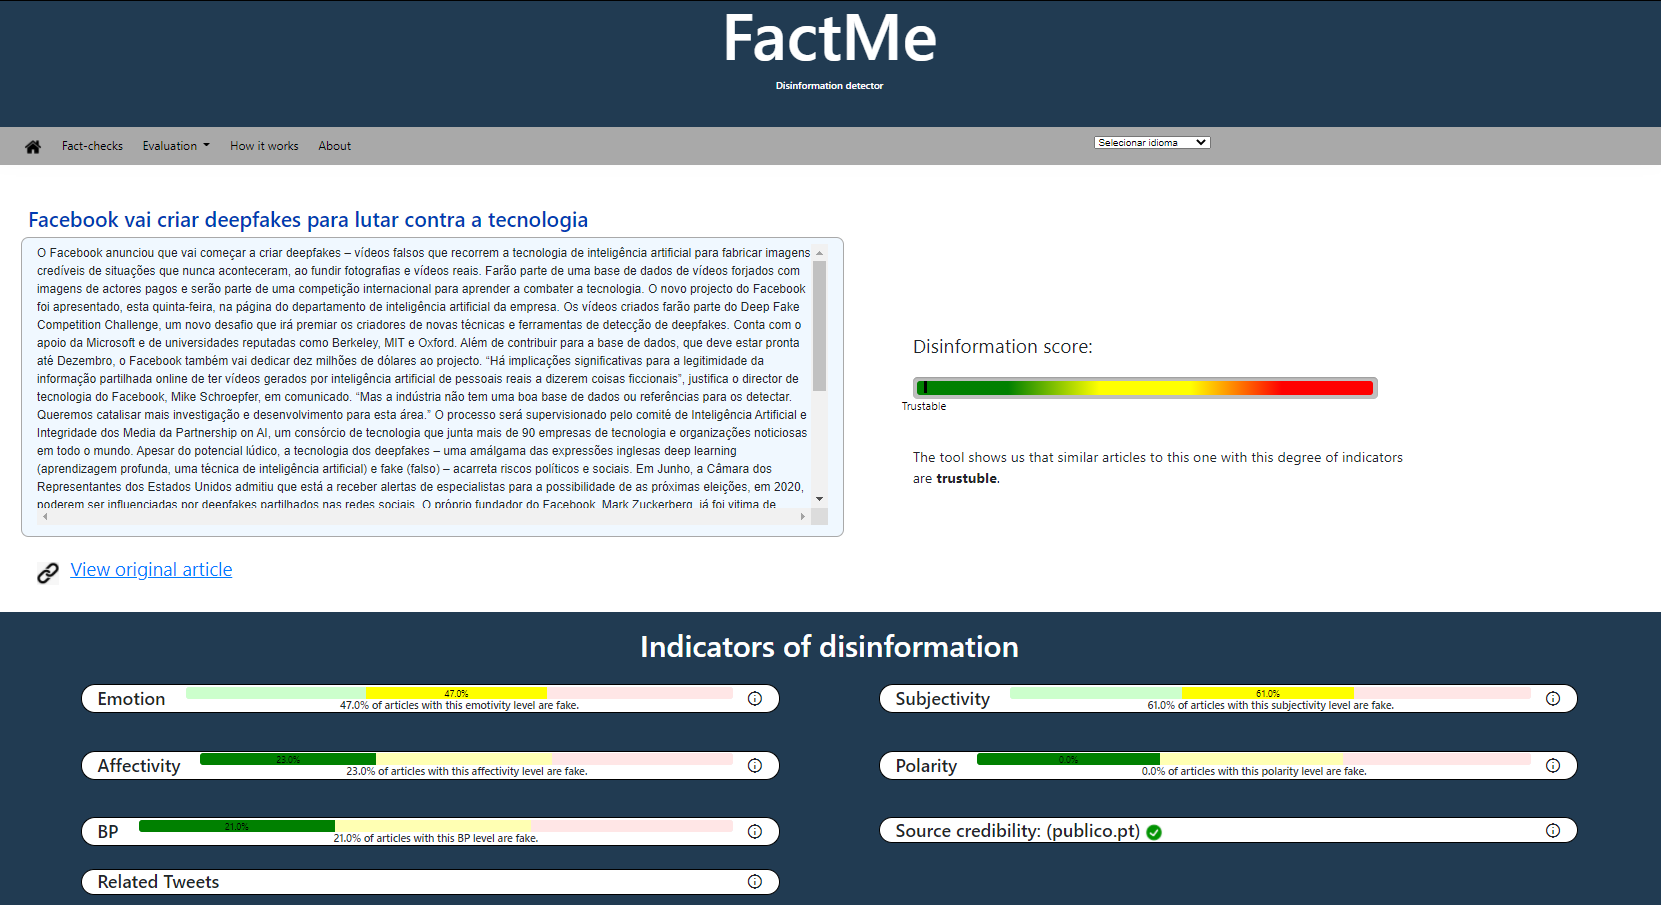 FactMe
Disinformation detector
Fact-checks
Evaluation
How it works
About
Selecionar idioma
Facebook vai criar deepfakes para lutar contra a tecnologia
O Facebook anunciou que vai começar a criar deepfakes – vídeos falsos que recorrem a tecnologia de inteligência artificial para fabricar imagens
credíveis de situações que nunca aconteceram, ao fundir fotografias e vídeos reais. Farão parte de uma base de dados de vídeos forjados com
imagens de actores pagos e serão parte de uma competição internacional para aprender a combater a tecnologia. O novo projecto do Facebook
foi apresentado, esta quinta-feira, na página do departamento de inteligência artificial da empresa. Os vídeos criados farão parte do Deep Fake
Competition Challenge, um novo desafio que irá premiar os criadores de novas técnicas e ferramentas de detecção de deepfakes. Conta com o
apoio da Microsoft e de universidades reputadas como Berkeley, MIT e Oxford. Além de contribuir para a base de dados, que deve estar pronta
até Dezembro, o Facebook também vai dedicar dez milhões de dólares ao projecto. “Há implicações significativas para a legitimidade da
informação partilhada online de ter vídeos gerados por inteligência artificial de pessoais reais a dizerem coisas ficcionais”, justifica o director de
tecnologia do Facebook, Mike Schroepfer, em comunicado. “Mas a indústria não tem uma boa base de dados ou referências para os detectar.
Queremos catalisar mais investigação e desenvolvimento para esta área.” O processo será supervisionado pelo comité de Inteligência Artificial e
Integridade dos Media da Partnership on AI, um consórcio de tecnologia que junta mais de 90 empresas de tecnologia e organizações noticiosas
em todo o mundo. Apesar do potencial lúdico, a tecnologia dos deepfakes – uma amálgama das expressões inglesas deep learning
(aprendizagem profunda, uma técnica de inteligência artificial) e fake (falso) – acarreta riscos políticos e sociais. Em Junho, a Câmara dos
Representantes dos Estados Unidos admitiu que está a receber alertas de especialistas para a possibilidade de as próximas eleições, em 2020,
poderem ser influenciadas por deepfakes partilhados nas redes sociais. O próprio fundador do Facebook, Mark Zuckerberg, já foi vítima de
View original article
Disinformation score:
Trustable
The tool shows us that similar articles to this one with this degree of indicators
are trustuble.
Indicators of disinformation
Emotion
47.0%
47.0% of articles with this emotivity level are fake.
Subjectivity
61.0%
61.0% of articles with this subjectivity level are fake.
Affectivity
23.0%
23.0% of articles with this affectivity level are fake.
Polarity
0.0%
0.0% of articles with this polarity level are fake.
BP
21.0%
21.0% of articles with this BP level are fake.
Source credibility: (publico.pt)
Related Tweets